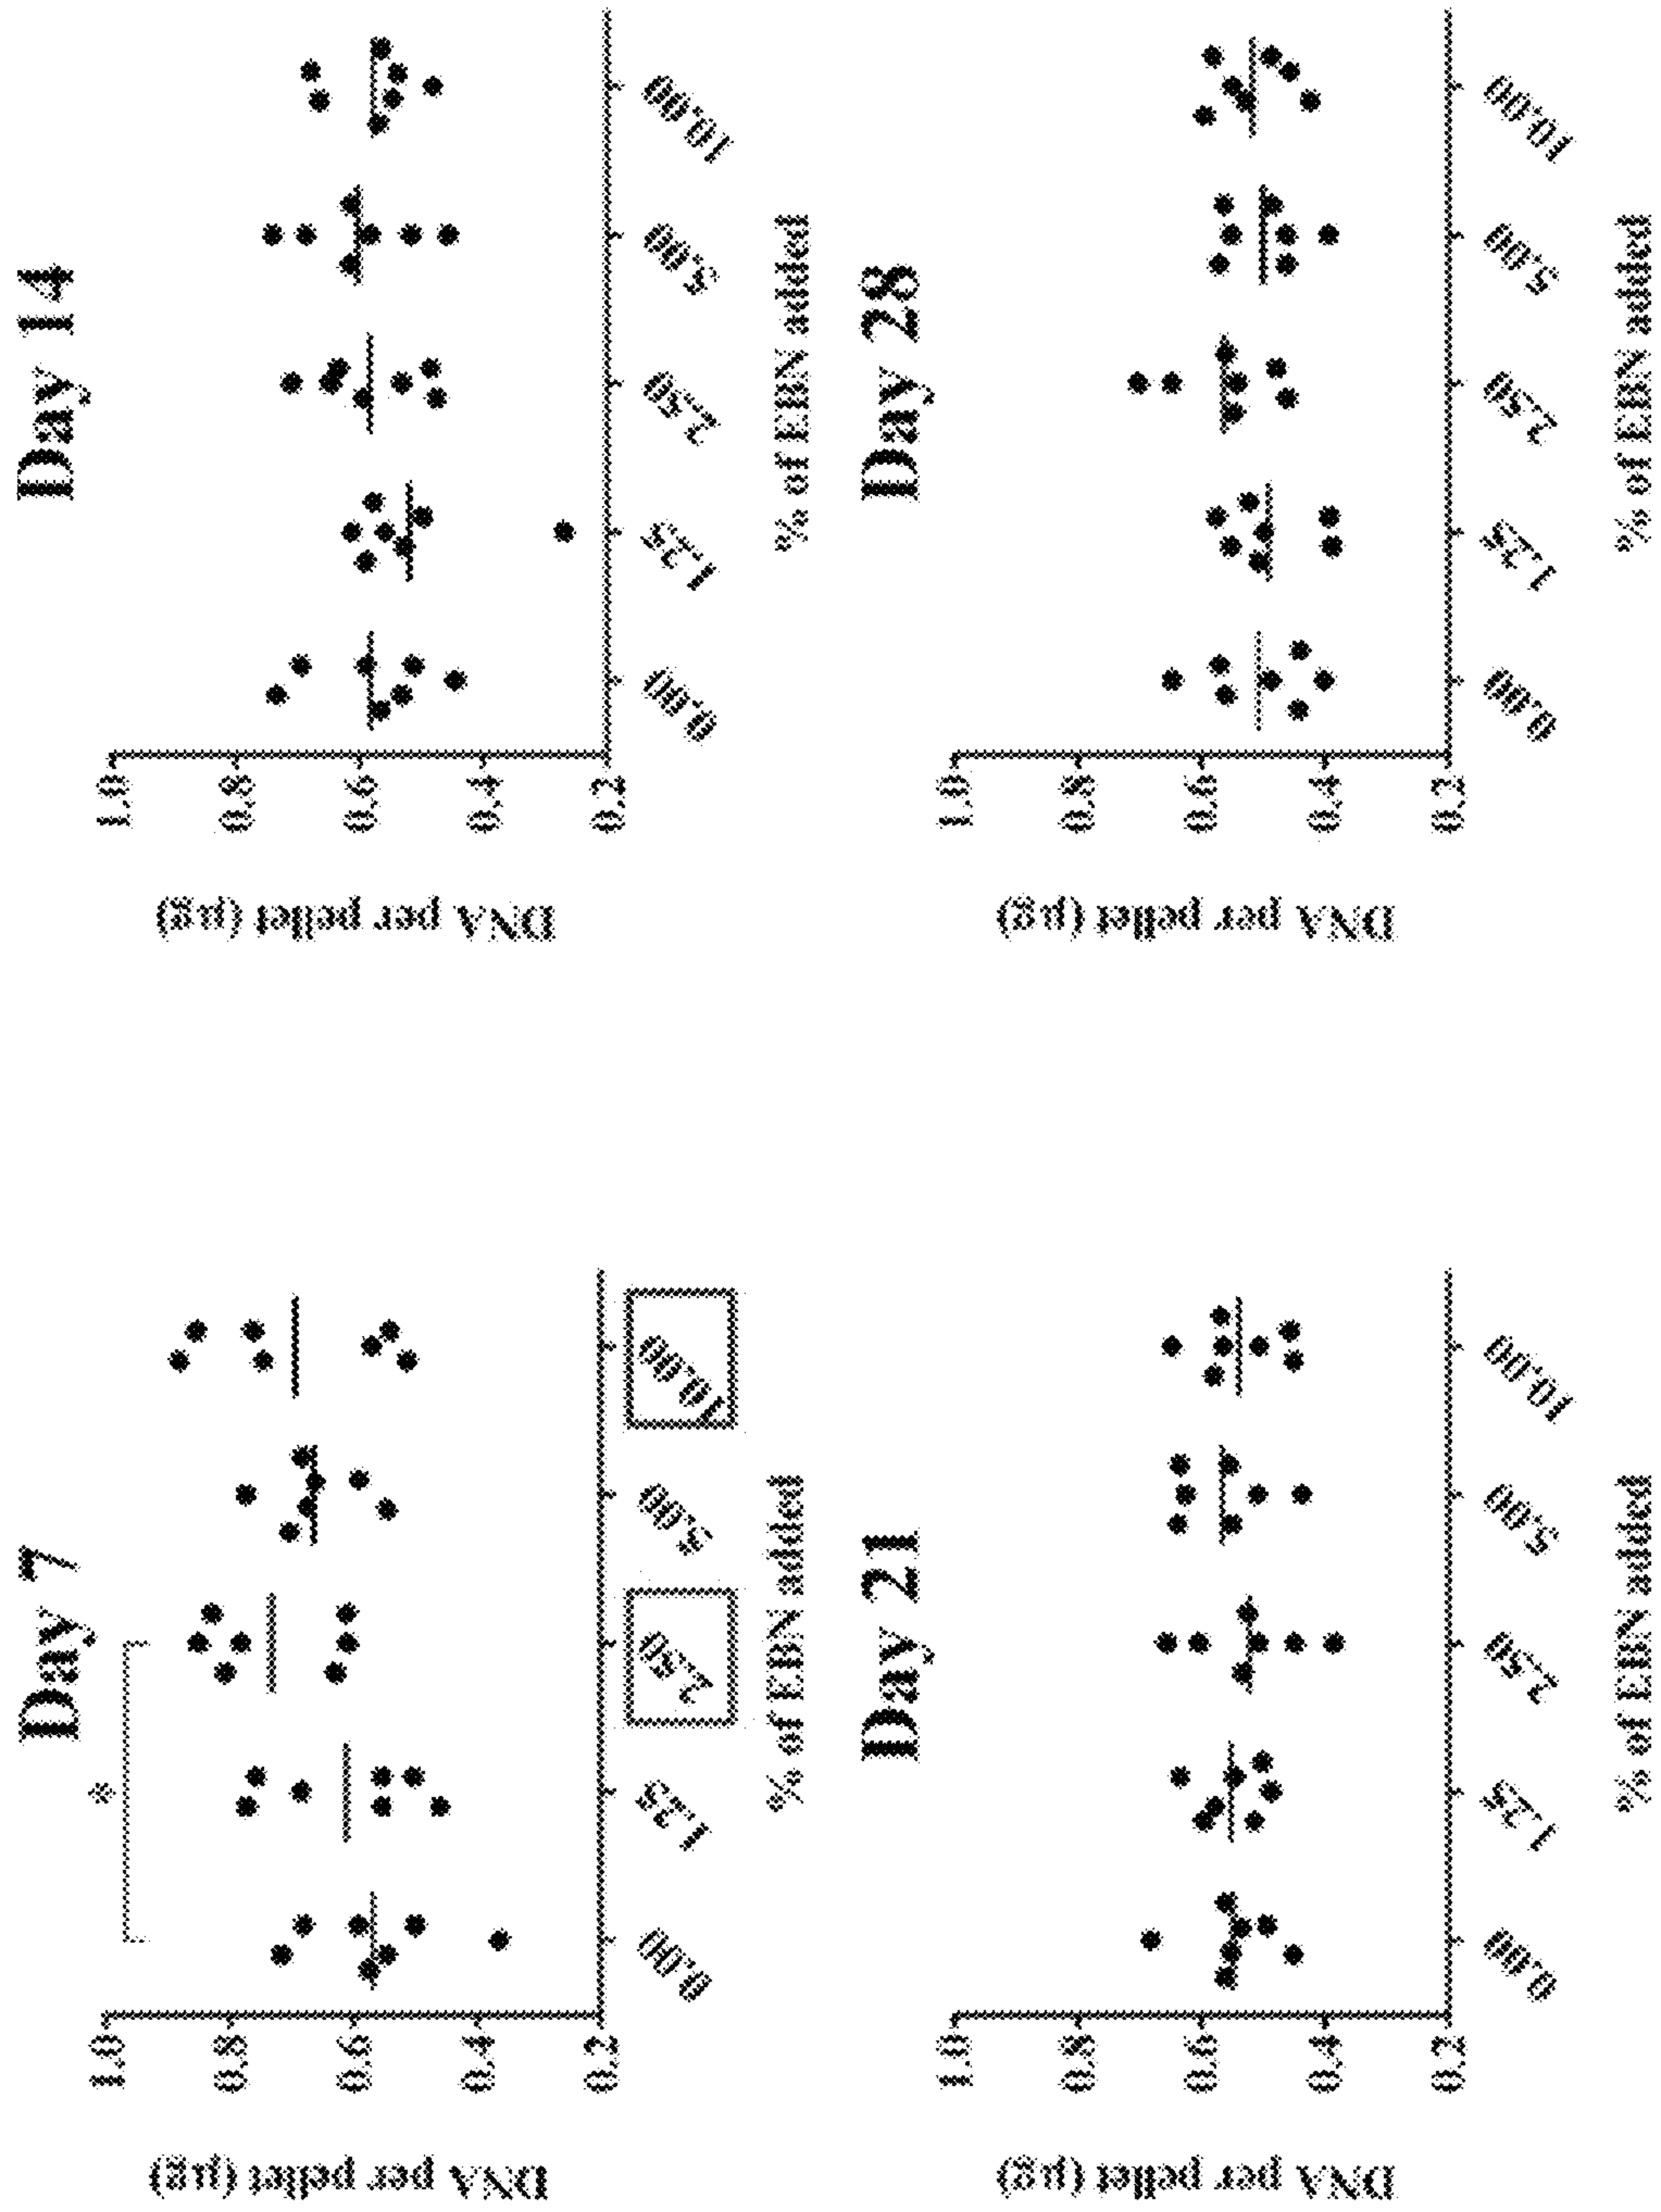 Day 7
*
DNA per pellet (µg)
1.0
0.8
0.6
0.4
0.2
0.00 1.25 2.50 5.00 10.00
% of EBN added
Day 14
DNA per pellet (µg)
1.0
0.8
0.6
0.4
0.2
0.00 1.25 2.50 5.00 10.00
% of EBN added
Day 21
DNA per pellet (µg)
1.0
0.8
0.6
0.4
0.2
0.00 1.25 2.50 5.00 10.00
% of EBN added
Day 28
DNA per pellet (µg)
1.0
0.8
0.6
0.4
0.2
0.00 1.25 2.50 5.00 10.00
% of EBN added